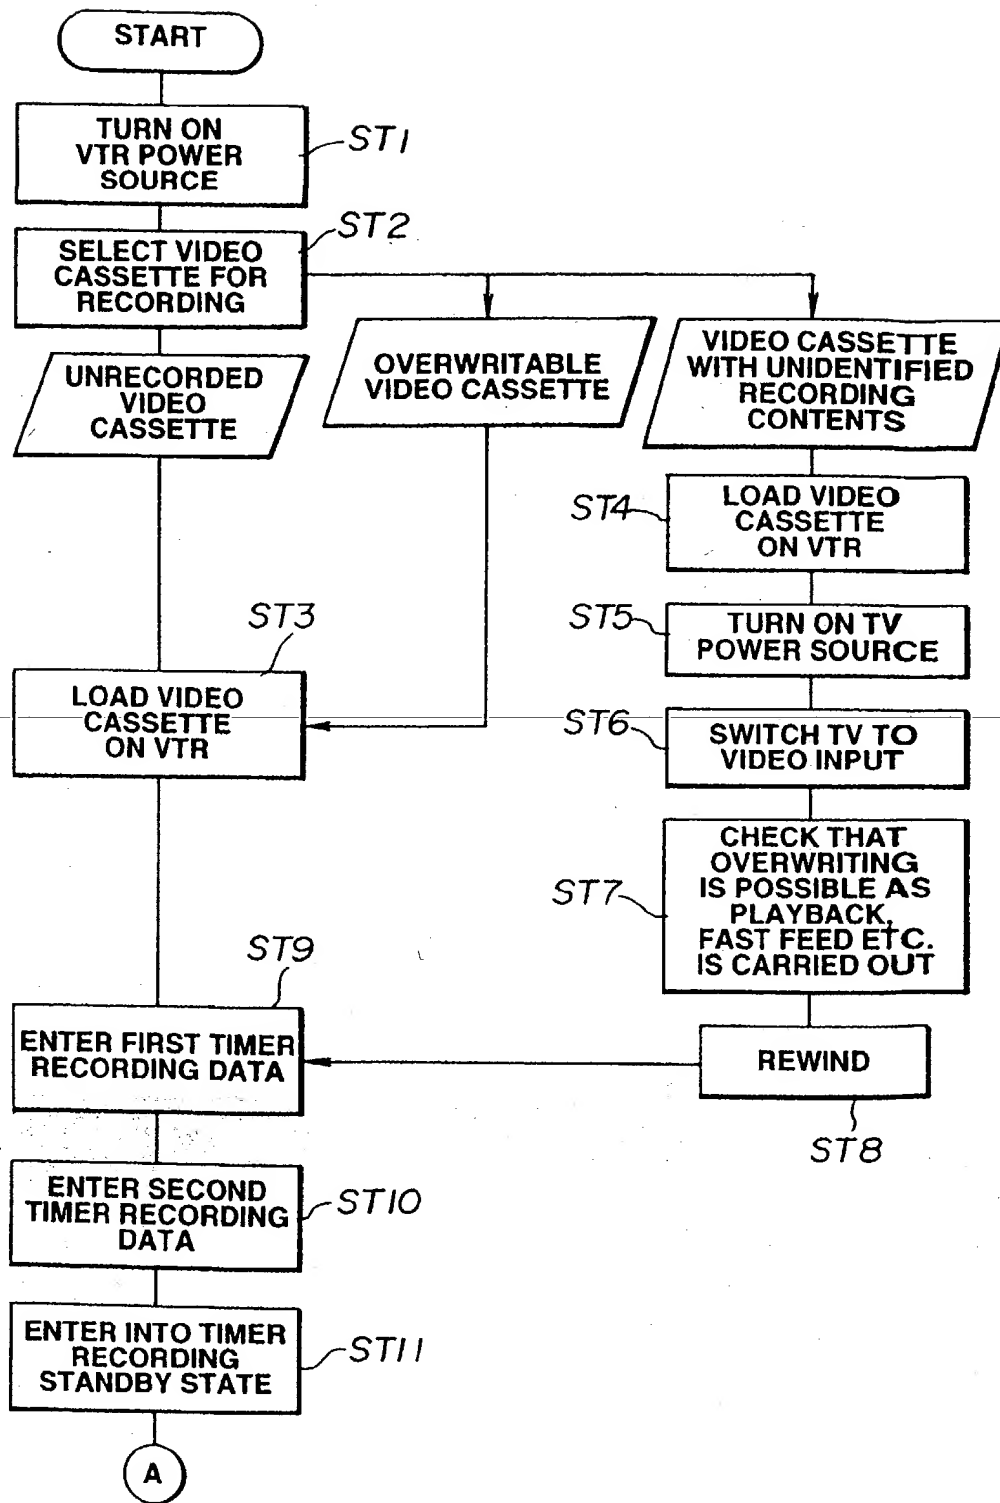 START
TURN ON
VTR POWER
SOURCE
ST1
SELECT VIDEO
CASSETTE FOR
RECORDING
ST2
UNRECORDED
VIDEO
CASSETTE
OVERWRITABLE
VIDEO CASSETTE
VIDEO CASSETTE
WITH UNIDENTIFIED
RECORDING
CONTENTS
ST4
LOAD VIDEO
CASSETTE
ON VTR
ST5
TURN ON TV
POWER SOURCE
ST3
LOAD VIDEO
CASSETTE
ON VTR
ST6
SWITCH TV TO
VIDEO INPUT
ST7
CHECK THAT
OVERWRITING
IS POSSIBLE AS
PLAYBACK,
FAST FEED ETC.
IS CARRIED OUT
ST9
ENTER FIRST TIMER
RECORDING DATA
REWIND
ST8
ENTER SECOND
TIMER RECORDING
DATA
ST10
ENTER INTO TIMER
RECORDING
STANDBY STATE
ST11
A